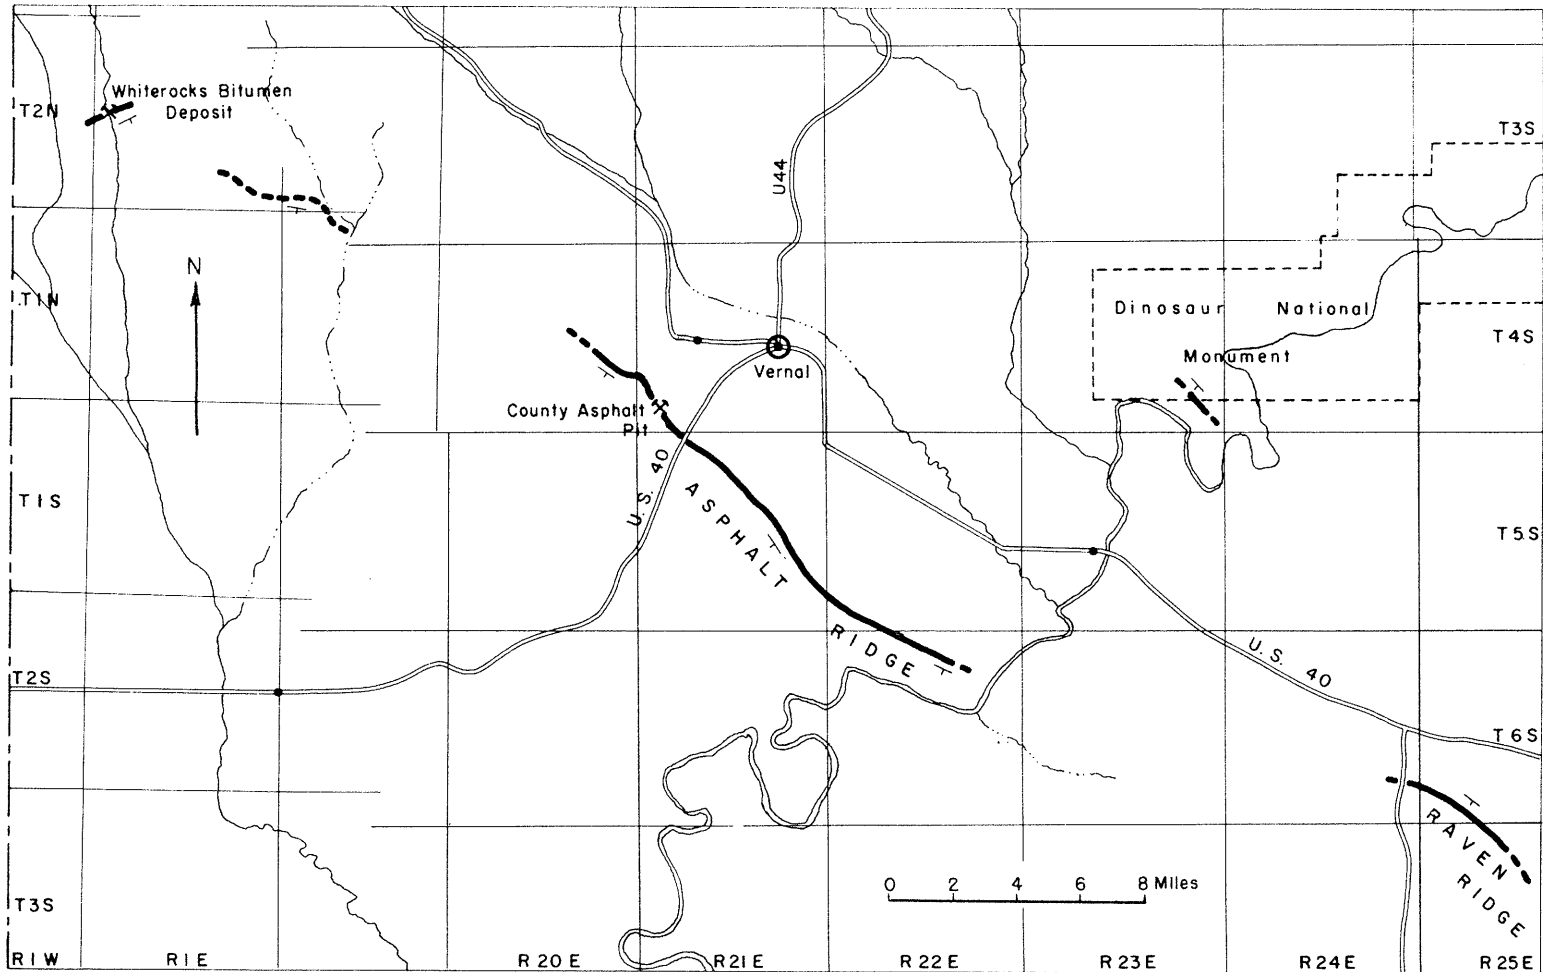 Whiterocks Bitumen
Deposit
T2N
T3S
U44
N
T1N
Dinosaur National
Monument
T4S
Vernal
County Asphalt
Pit
U.S. 40
T1S
ASPHALT
RIDGE
T5S
U.S. 40
T2S
T6S
RAVEN
RIDGE
0 2 4 6 8 Miles
T3S
R1W R1E R20E R21E R22E R23E R24E R25E